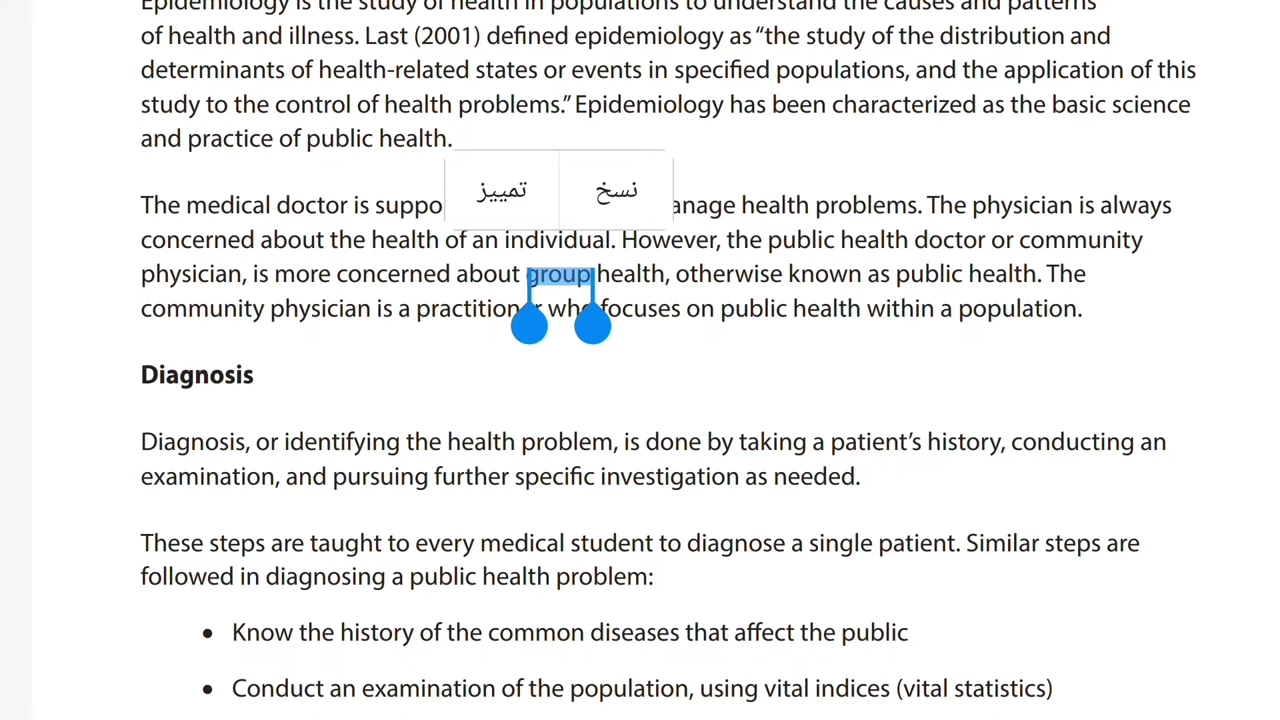 Epidemiology is the study of health in populations to understand the causes and patterns
of health and illness. Last (2001) defined epidemiology as “the study of the distribution and
determinants of health-related states or events in specified populations, and the application of this
study to the control of health problems.” Epidemiology has been characterized as the basic science
and practice of public health.
تمييز نسخ
The medical doctor is suppo anage health problems. The physician is always
concerned about the health of an individual. However, the public health doctor or community
physician, is more concerned about group health, otherwise known as public health. The
community physician is a practitioner who focuses on public health within a population.
Diagnosis
Diagnosis, or identifying the health problem, is done by taking a patient’s history, conducting an
examination, and pursuing further specific investigation as needed.
These steps are taught to every medical student to diagnose a single patient. Similar steps are
followed in diagnosing a public health problem:
• Know the history of the common diseases that affect the public
• Conduct an examination of the population, using vital indices (vital statistics)